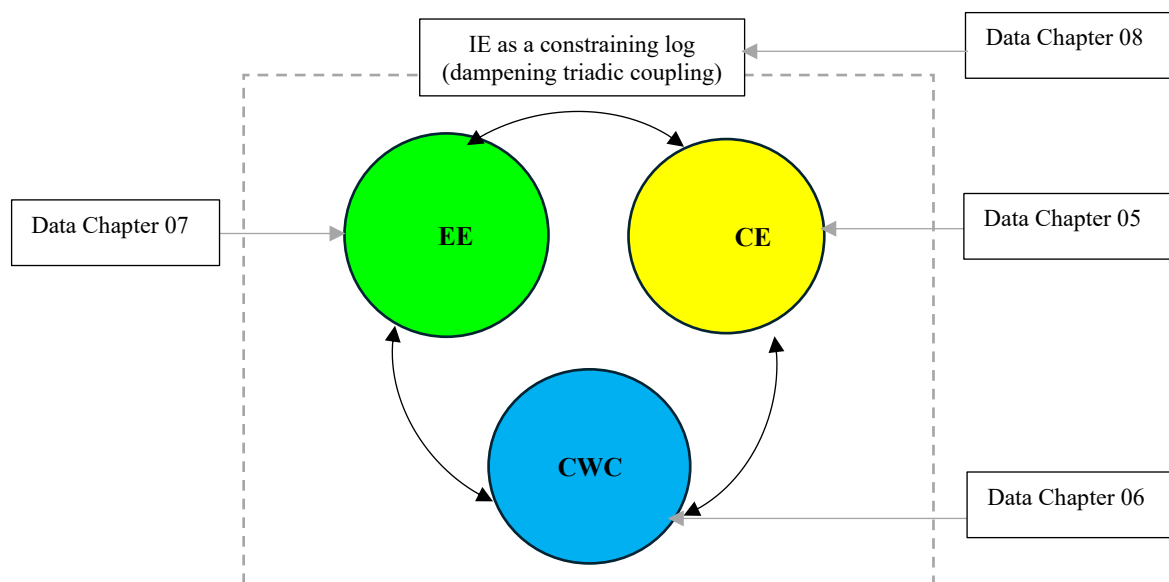 IE as a constraining log
(dampening triadic coupling)
Data Chapter 08
Data Chapter 07
EE
CE
Data Chapter 05
CWC
Data Chapter 06